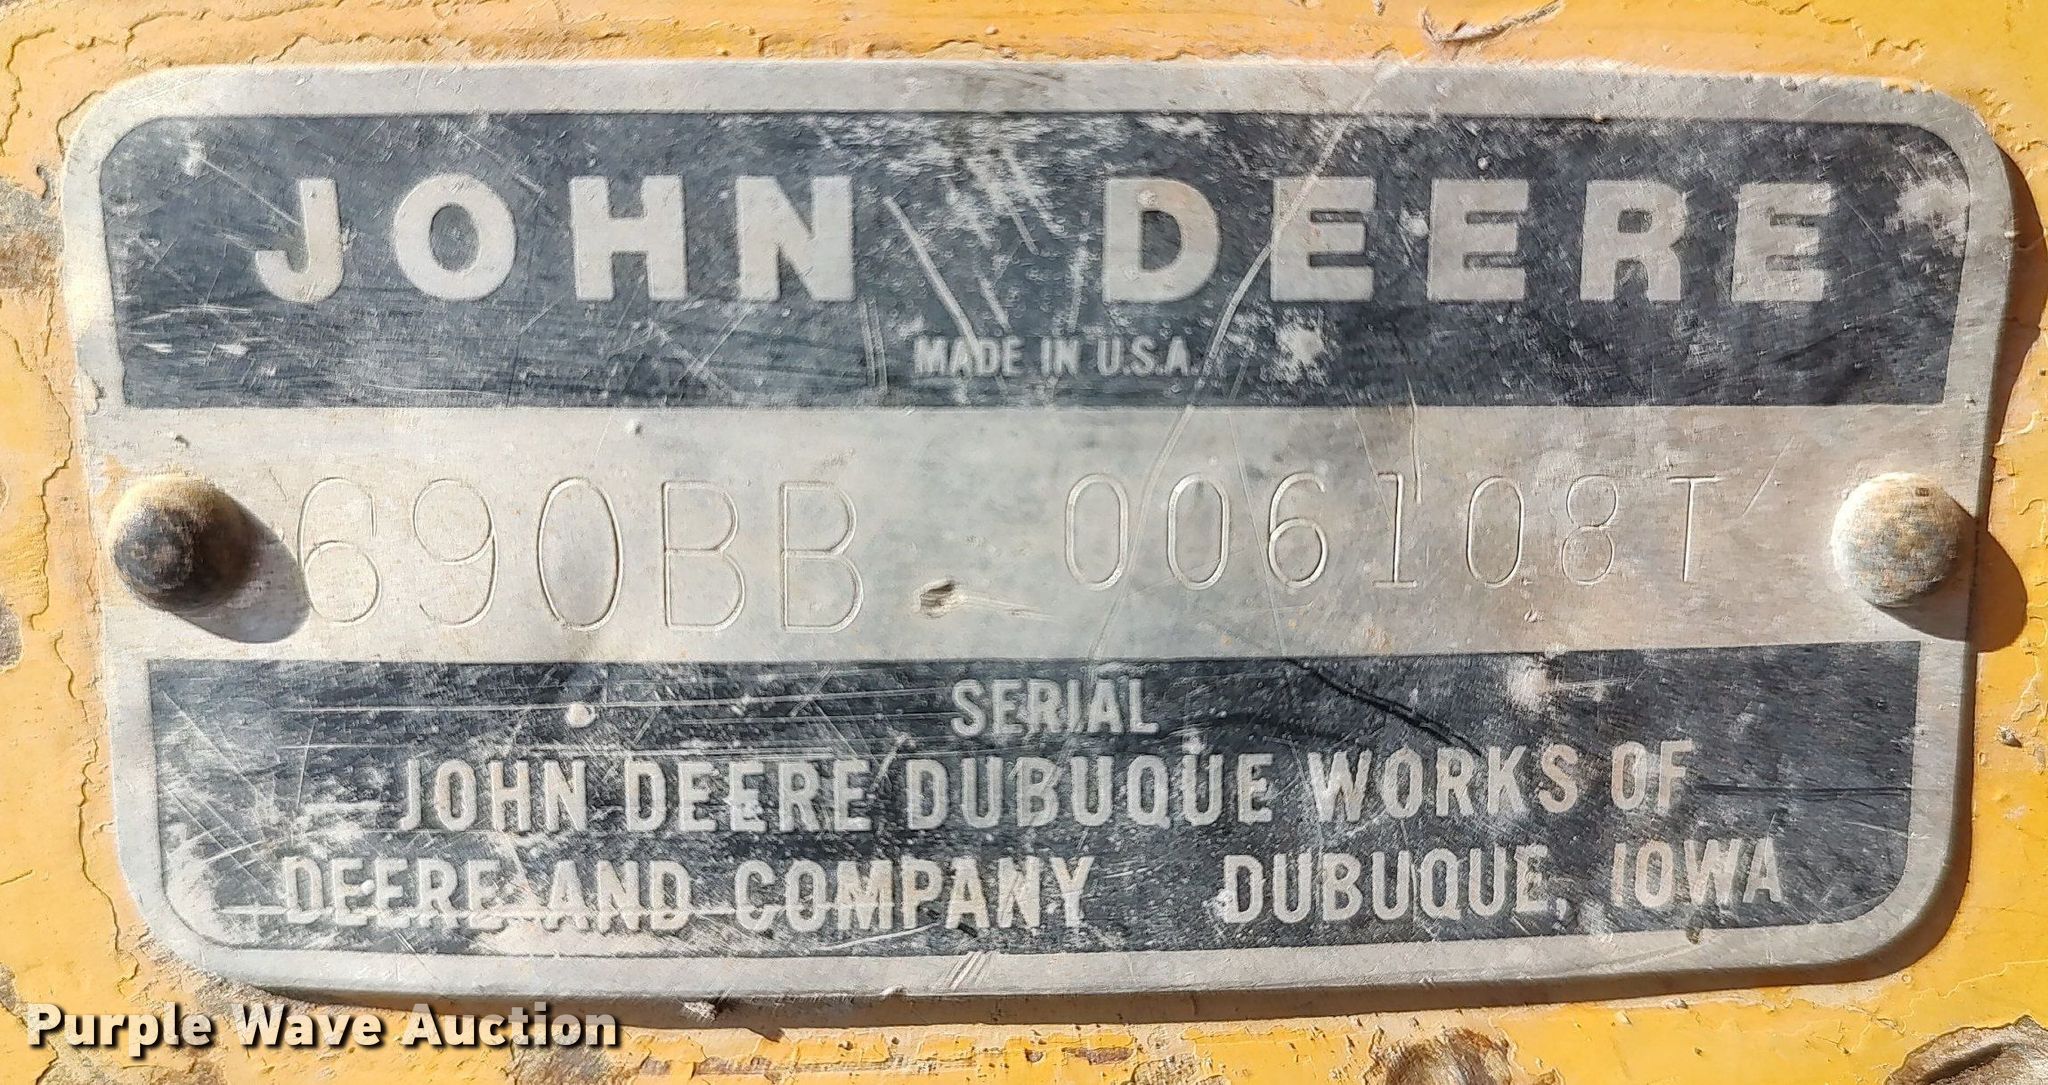 JOHN DEERE
MADE IN U.S.A.
690BB 006108T
SERIAL
JOHN DEERE DUBUQUE WORKS OF
DEERE AND COMPANY DUBUQUE, IOWA
Purple Wave Auction